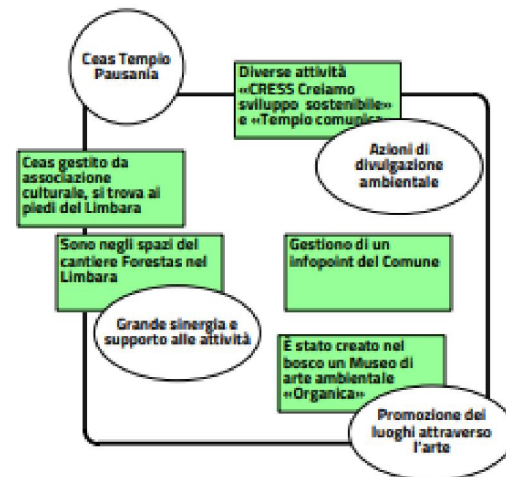 Ceas Tempio
Pausania
Diverse attività
«CRESS Creiamo
sviluppo sostenibile»
e «Tempio comunica»
Azioni di
divulgazione
ambientale
Ceas gestito da
associazione
culturale, si trova ai
piedi del Limbara
Sono negli spazi del
cantiere Forestas nel
Limbara
Grande sinergia e
supporto alle attività
Gestiono di un
infopoint del Comune
È stato creato nel
bosco un Museo di
arte ambientale
«Organica»
Promozione dei
luoghi attraverso
l'arte